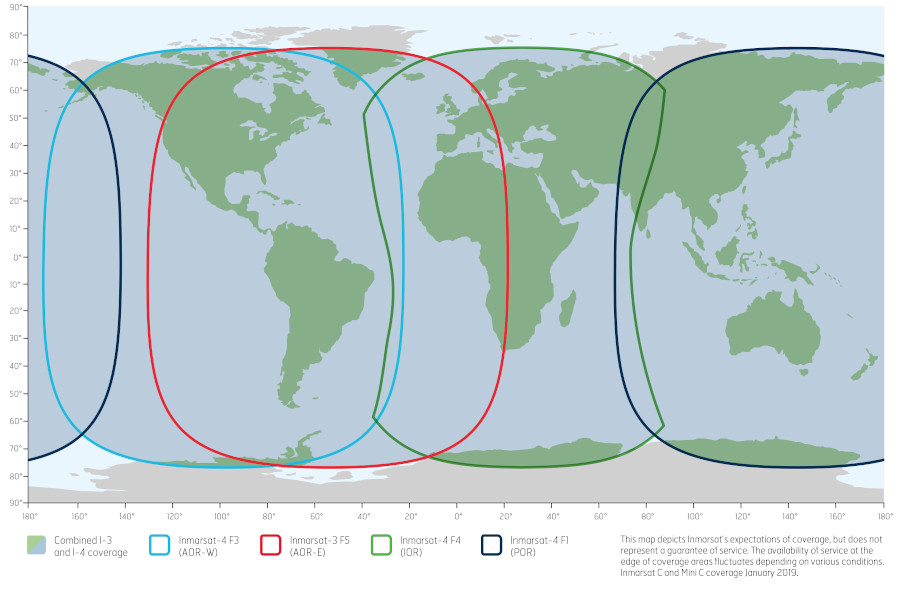 90°
80°
70°
60°
50°
40°
30°
20°
10°
0°
10°
20°
30°
40°
50°
60°
70°
80°
90°
180° 160° 140° 120° 100° 80° 60° 40° 20° 0° 20° 40° 60° 80° 100° 120° 140° 160° 180°
Combined I-3
and I-4 coverage
Inmarsat-4 F3
(AOR-W)
Inmarsat-3 F5
(AOR-E)
Inmarsat-4 F4
(IOR)
Inmarsat-4 F1
(POR)
This map depicts Inmarsat's expectations of coverage, but does not
represent a guarantee of service. The availability of service at the
edge of coverage areas fluctuates depending on various conditions.
Inmarsat C and Mini C coverage January 2019.